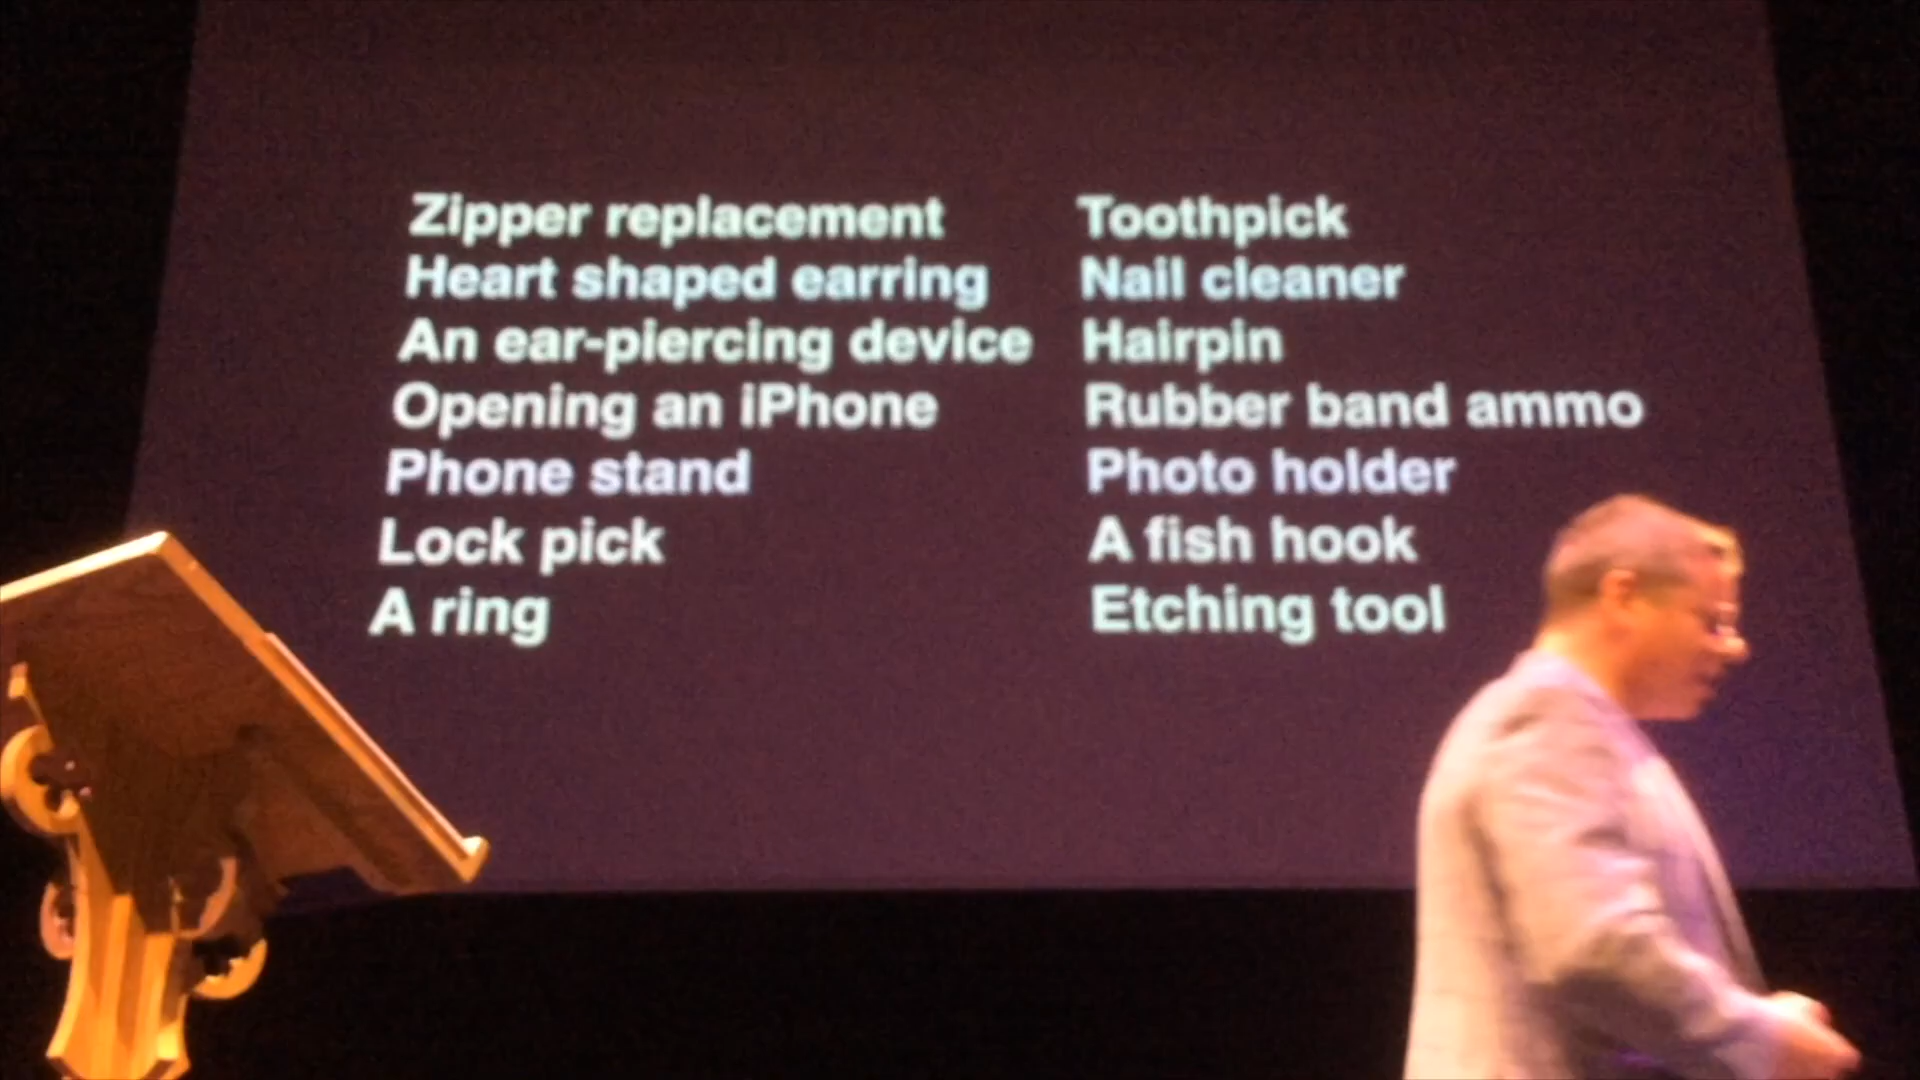 Zipper replacement
Heart shaped earring
An ear-piercing device
Opening an iPhone
Phone stand
Lock pick
A ring
Toothpick
Nail cleaner
Hairpin
Rubber band ammo
Photo holder
A fish hook
Etching tool